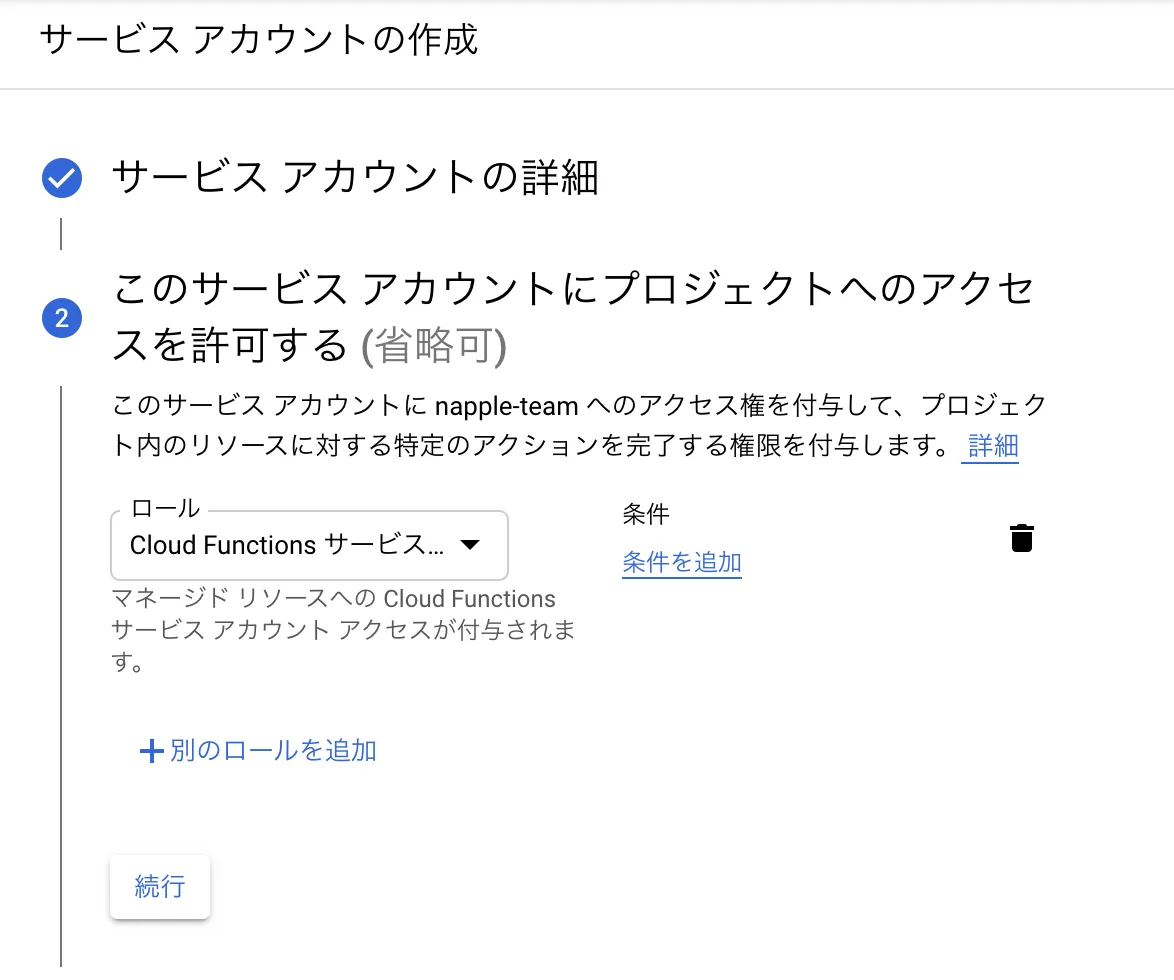 サービス アカウントの作成
サービス アカウントの詳細
2
このサービス アカウントにプロジェクトへのアクセ
スを許可する (省略可)
このサービス アカウントに napple-team へのアクセス権を付与して、プロジェク
ト内のリソースに対する特定のアクションを完了する権限を付与します。 詳細
ロール
Cloud Functions サービス...
マネージド リソースへの Cloud Functions
サービス アカウント アクセスが付与されま
す。
条件
条件を追加
別のロールを追加
続行